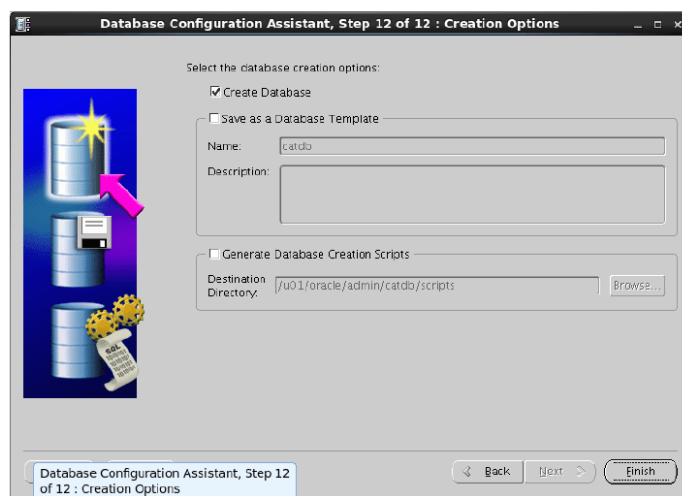 Database Configuration Assistant, Step 12 of 12 : Creation Options
Select the database creation options:
Create Database
Save as a Database Template
Name: catdb
Description:
Generate Database Creation Scripts
Destination Directory: /u01/oracle/admin/catdb/scripts Browse...
SQL
Back Next Finish
Database Configuration Assistant, Step 12
of 12 : Creation Options